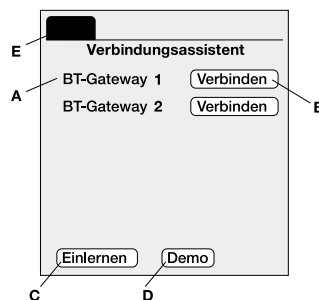 E
Verbindungsassistent
A
BT-Gateway 1 Verbinden
B
BT-Gateway 2 Verbinden
Einlernen Demo
C D